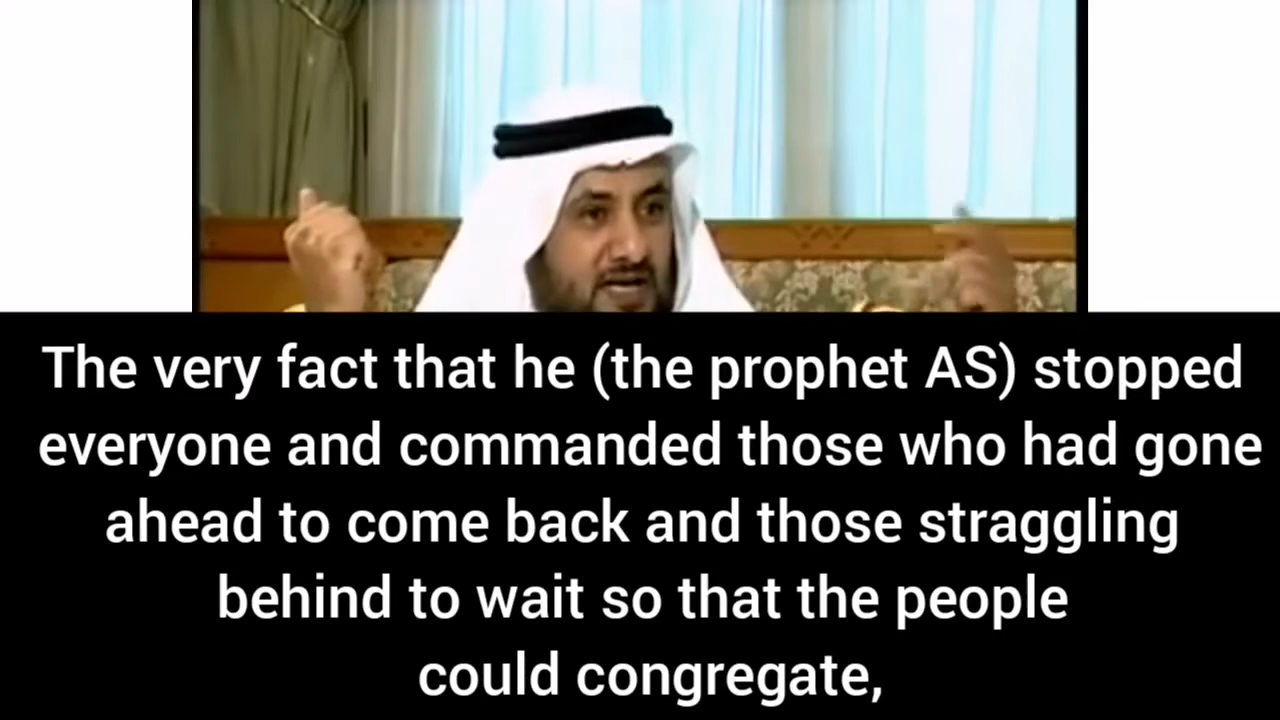 The very fact that he (the prophet AS) stopped
everyone and commanded those who had gone
ahead to come back and those straggling
behind to wait so that the people
could congregate,